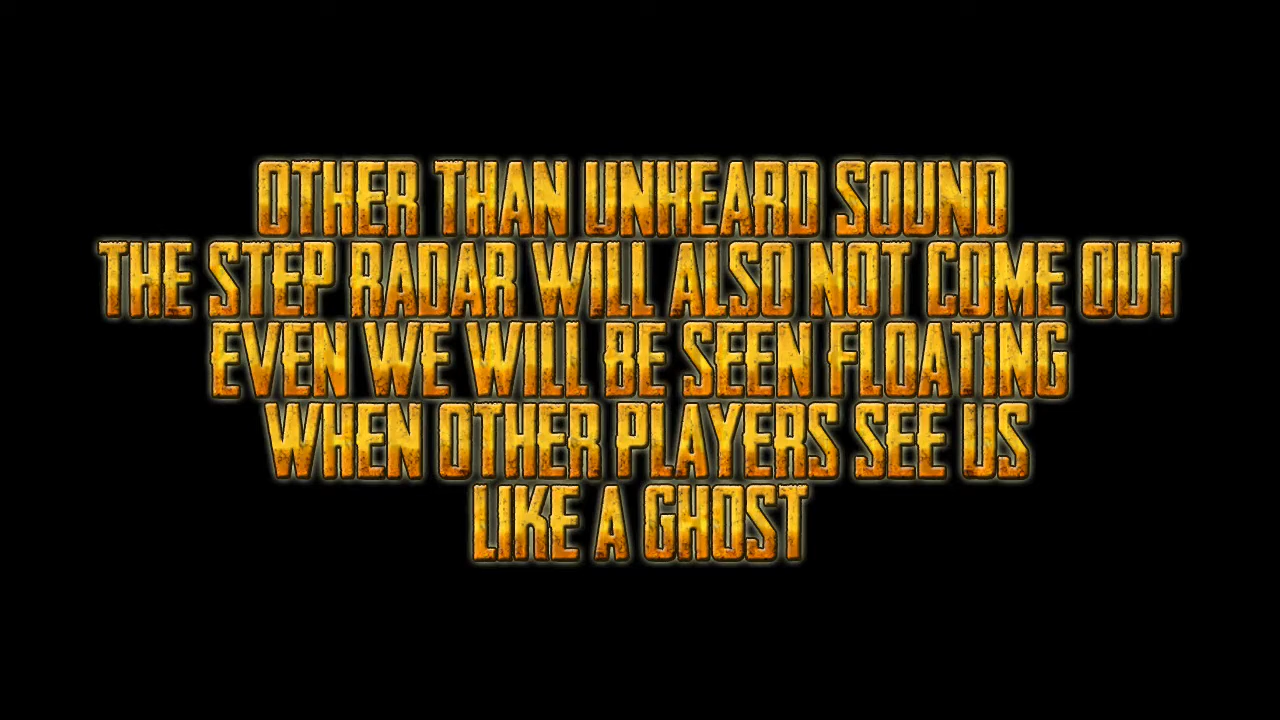 OTHER THAN UNHEARD SOUND
THE STEP RADAR WILL ALSO NOT COME OUT
EVEN WE WILL BE SEEN FLOATING
WHEN OTHER PLAYERS SEE US
LIKE A GHOST